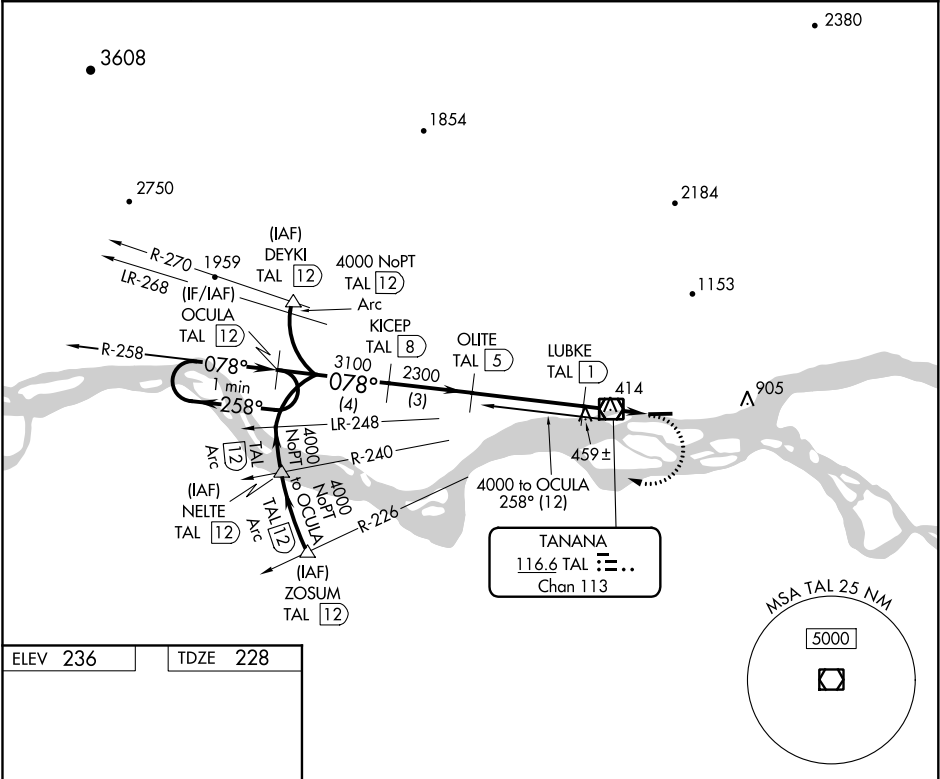 2380
3608
1854
2750
2184
(IAF)
DEYKI
TAL 12
4000 NoPT
TAL 12
Arc
R-270
1959
LR-268
1153
(IF/IAF)
OCULA
TAL 12
KICEP
TAL 8
OLITE
TAL 5
LUBKE
TAL 1
R-258
078°
1 min
258°
3100
078°
(4)
2300
(3)
414
905
LR-248
459±
4000
NoPT
to OCULA
TAL 12
Arc
R-240
(IAF)
NELTE
TAL 12
4000
NoPT
TAL 12
Arc
R-226
4000 to OCULA
258° (12)
(IAF)
ZOSUM
TAL 12
TANANA
116.6 TAL
Chan 113
MSA TAL 25 NM
5000
ELEV 236
TDZE 228